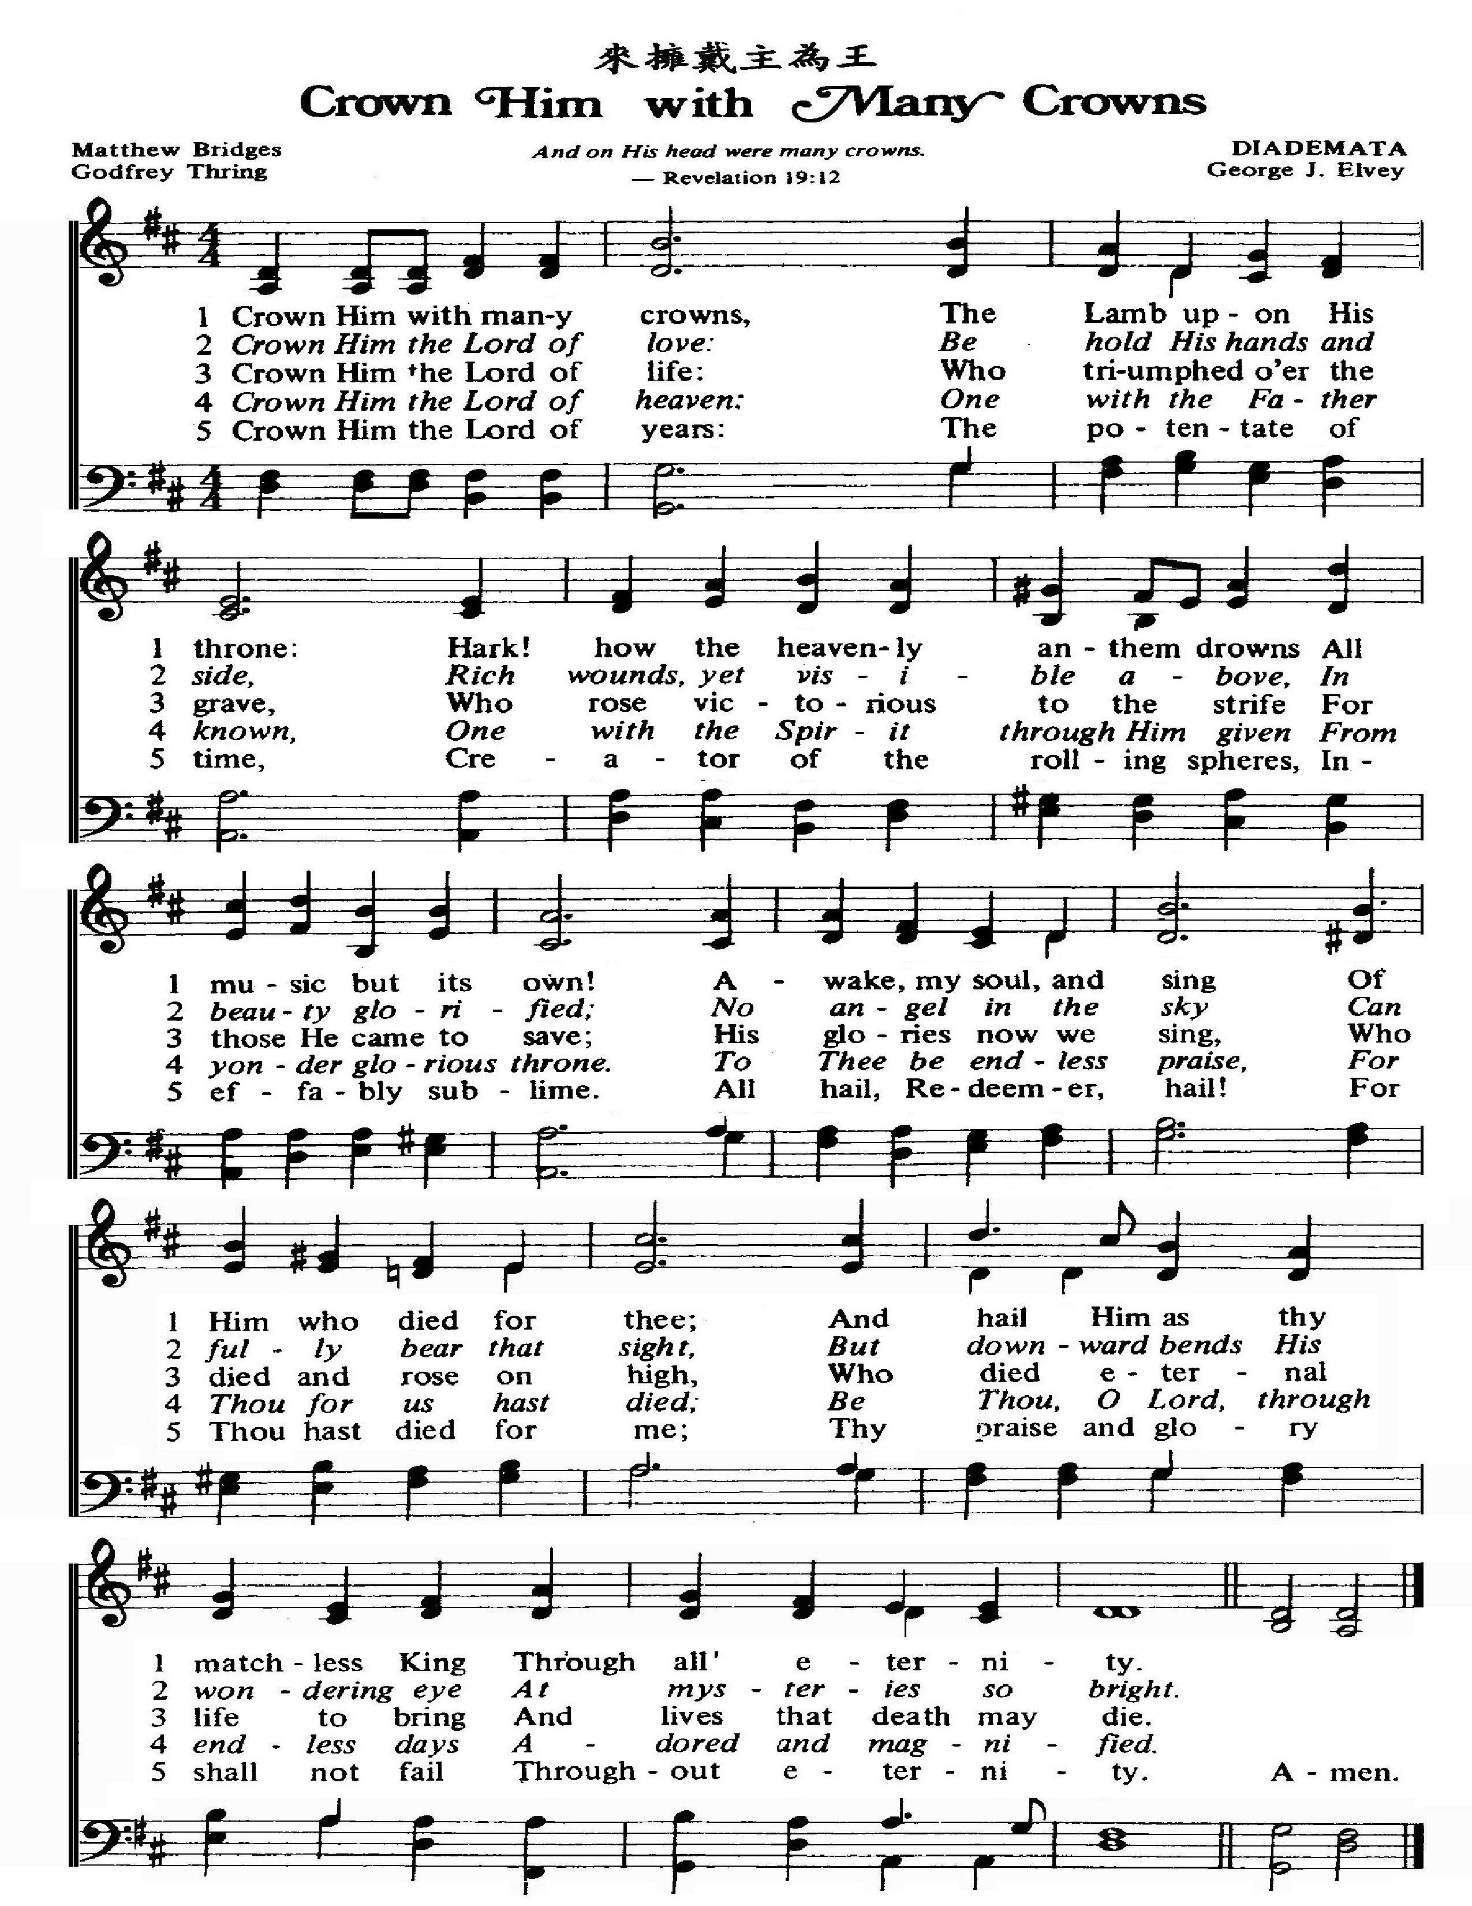 來擁戴主為王
Crown Him with Many Crowns
Matthew Bridges
Godfrey Thring
And on His head were many crowns.
— Revelation 19:12
DIADEMATA
George J. Elvey
1 Crown Him with man-y crowns, The Lamb up - on His
2 Crown Him the Lord of love: Be hold His hands and
3 Crown Him the Lord of life: Who tri-umphed o'er the
4 Crown Him the Lord of heaven: One with the Fa - ther
5 Crown Him the Lord of years: The po - ten - tate of
1 throne: Hark! how the heaven-ly an - them drowns All
2 side, Rich wounds, yet vis - i - ble a - bove, In
3 grave, Who rose vic - to - rious to the strife For
4 known, One with the Spir - it through Him given From
5 time, Cre - a - tor of the roll - ing spheres, In -
1 mu - sic but its own! A - wake, my soul, and sing Of
2 beau - ty glo - ri - fied; No an - gel in the sky Can
3 those He came to save; His glo - ries now we sing, Who
4 yon - der glo - rious throne. To Thee be end - less praise, For
5 ef - fa - bly sub - lime. All hail, Re - deem - er, hail! For
1 Him who died for thee; And hail Him as thy
2 ful - ly bear that sight, But down - ward bends His
3 died and rose on high, Who died e - ter - nal
4 Thou for us hast died; Be Thou, O Lord, through
5 Thou hast died for me; Thy praise and glo - ry
1 match - less King Through all' e - ter - ni - ty.
2 won - dering eye At mys - ter - ies so bright.
3 life to bring And lives that death may die.
4 end - less days A - dored and mag - ni - fied.
5 shall not fail Through - out e - ter - ni - ty. A - men.